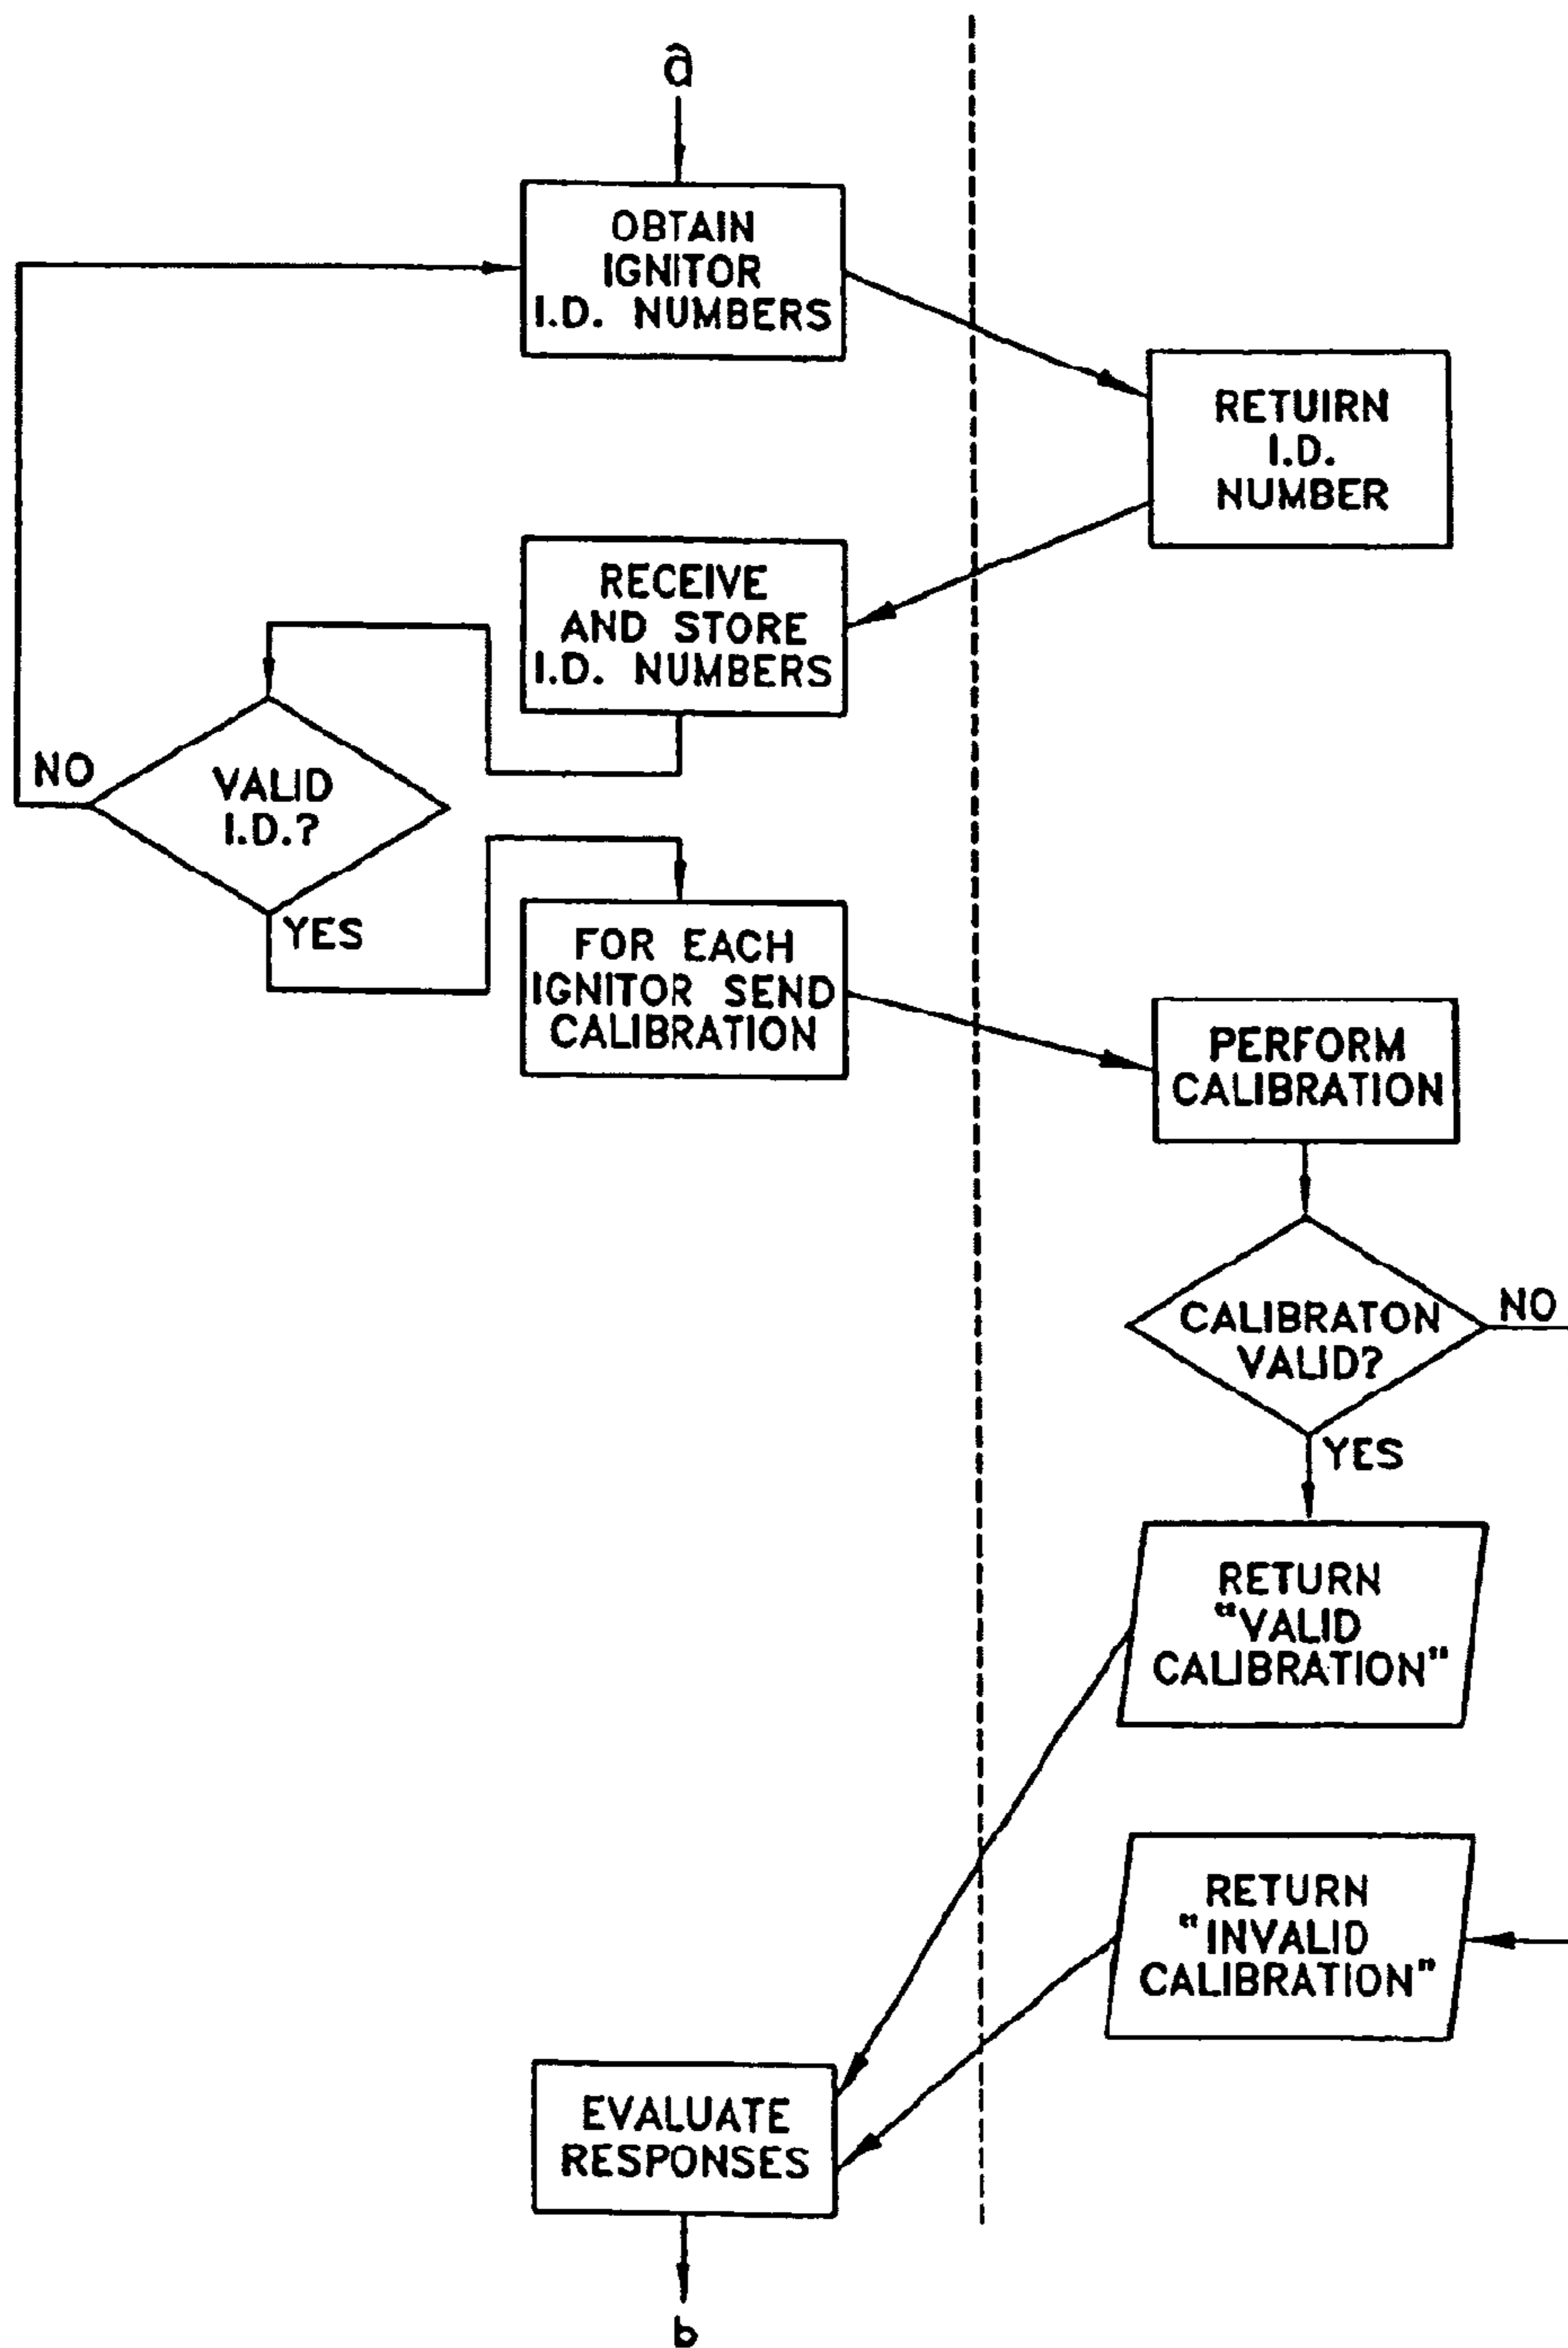 a
OBTAIN
IGNITOR
I.D. NUMBERS
RETUIRN
I.D.
NUMBER
RECEIVE
AND STORE
I.D. NUMBERS
NO
VALID
I.D.?
YES
FOR EACH
IGNITOR SEND
CALIBRATION
PERFORM
CALIBRATION
CALIBRATON
VALID?
NO
YES
RETURN
"VALID
CALIBRATION"
RETURN
"INVALID
CALIBRATION"
EVALUATE
RESPONSES
b